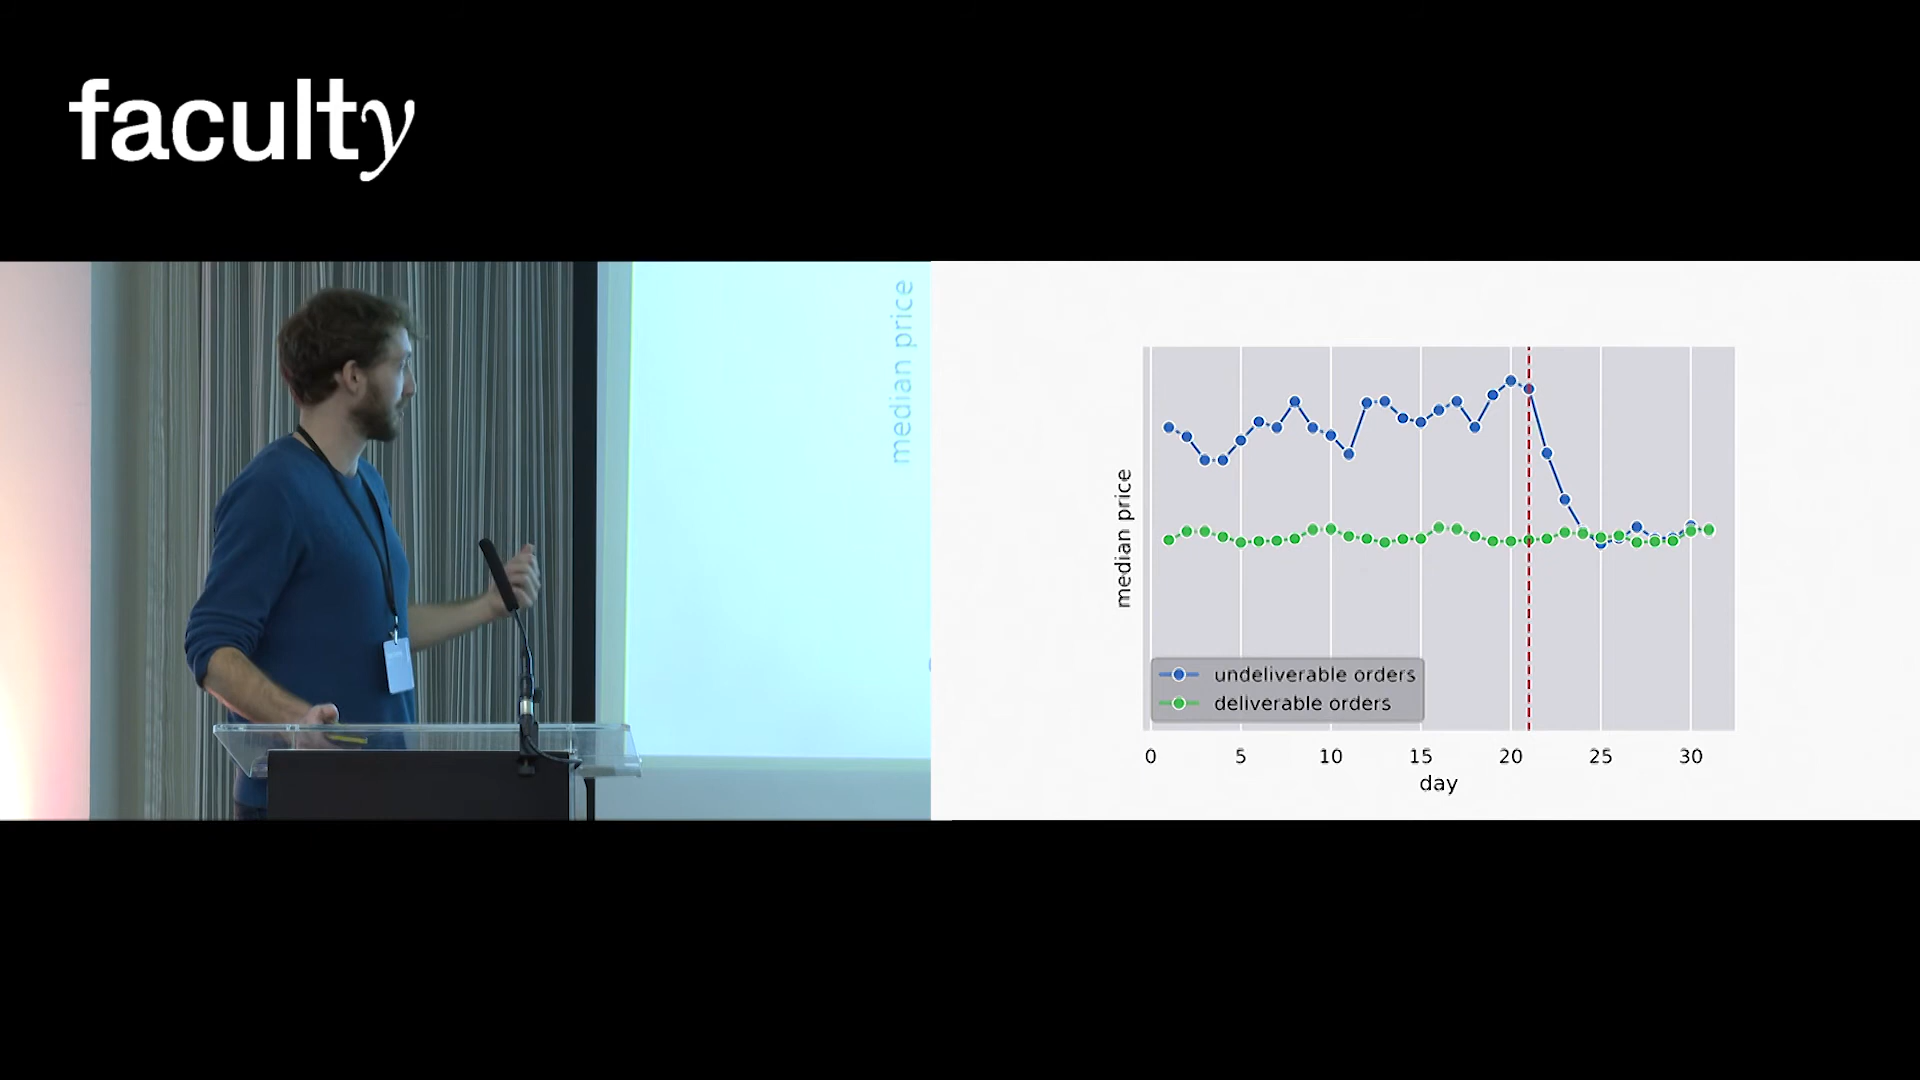 faculty
median price
median price
undeliverable orders
deliverable orders
0 5 10 15 20 25 30
day